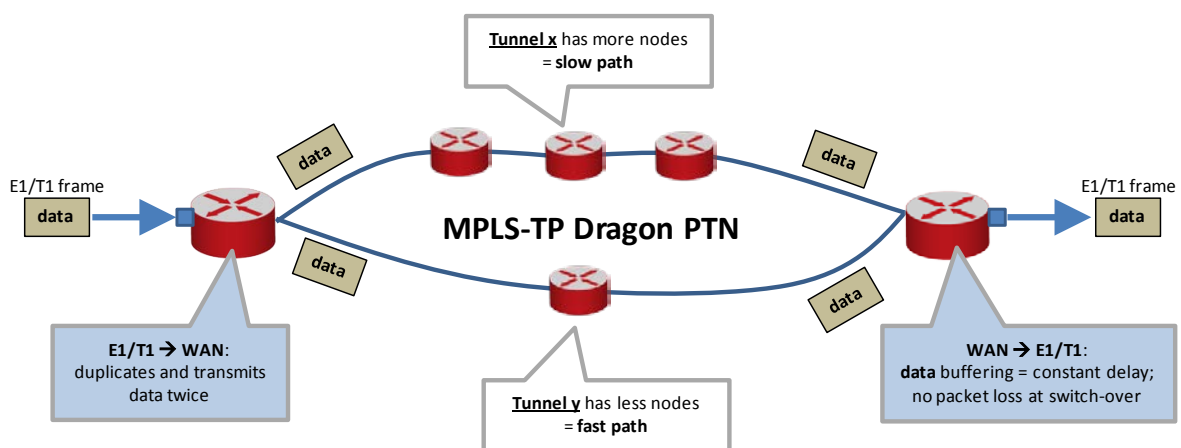 Tunnel x has more nodes
= slow path
data
data
E1/T1 frame
data
E1/T1 frame
data
MPLS-TP Dragon PTN
data
data
E1/T1 → WAN:
duplicates and transmits
data twice
WAN → E1/T1:
data buffering = constant delay;
no packet loss at switch-over
Tunnel y has less nodes
= fast path